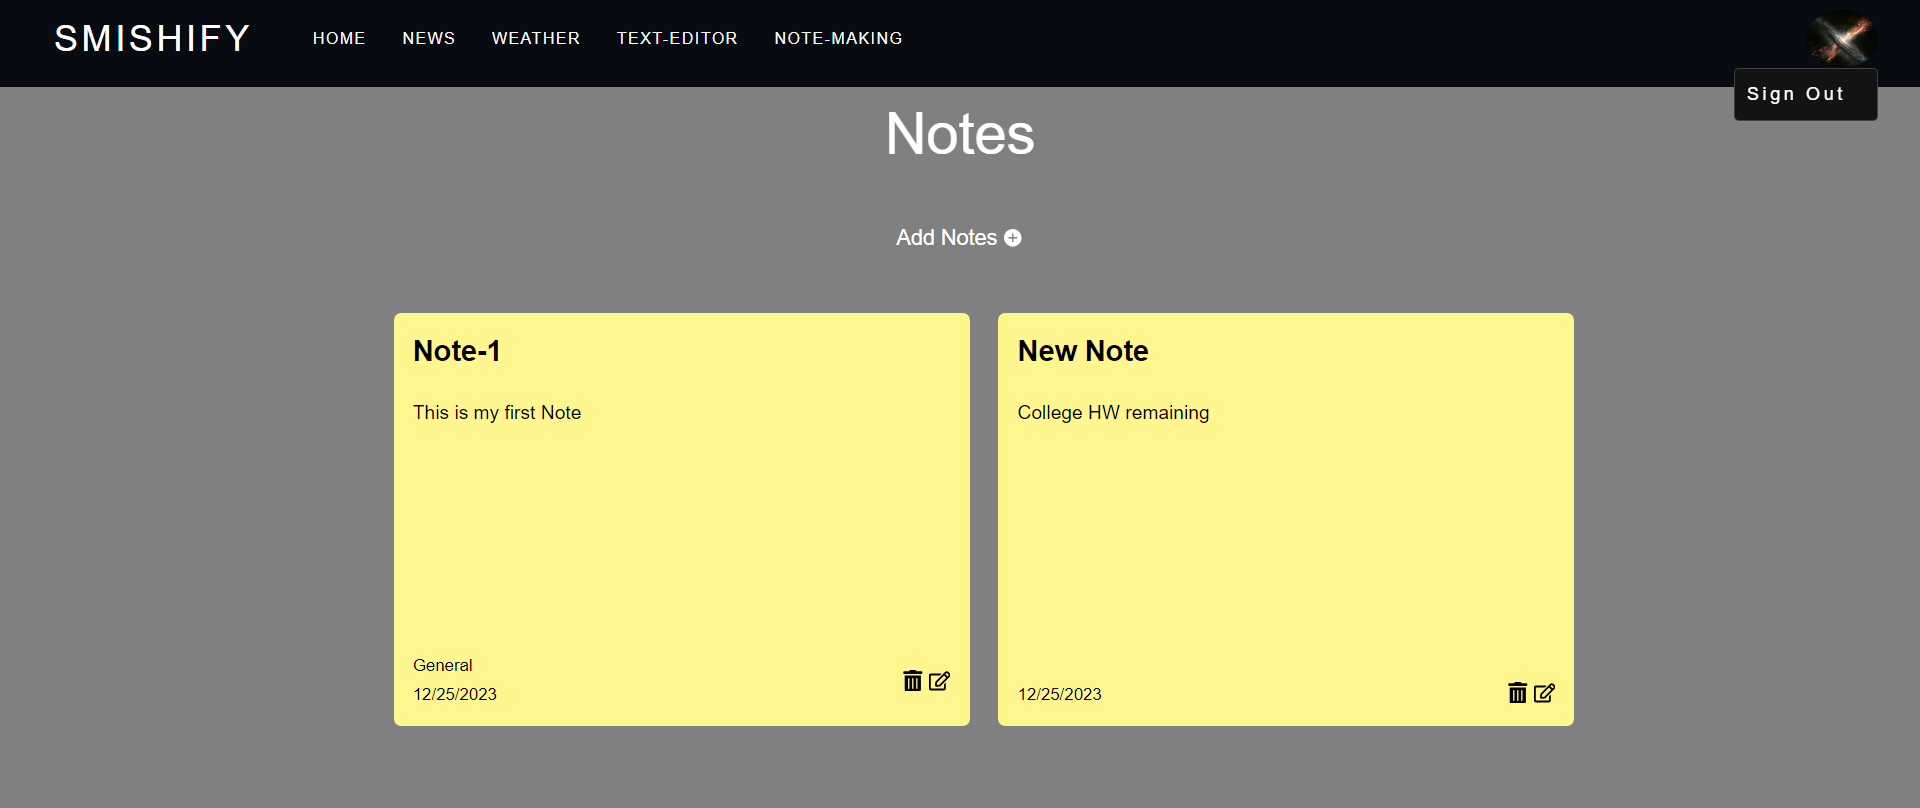 SMISHIFY
HOME
NEWS
WEATHER
TEXT-EDITOR
NOTE-MAKING
Sign Out
Notes
Add Notes
Note-1
This is my first Note
General
12/25/2023
New Note
College HW remaining
12/25/2023